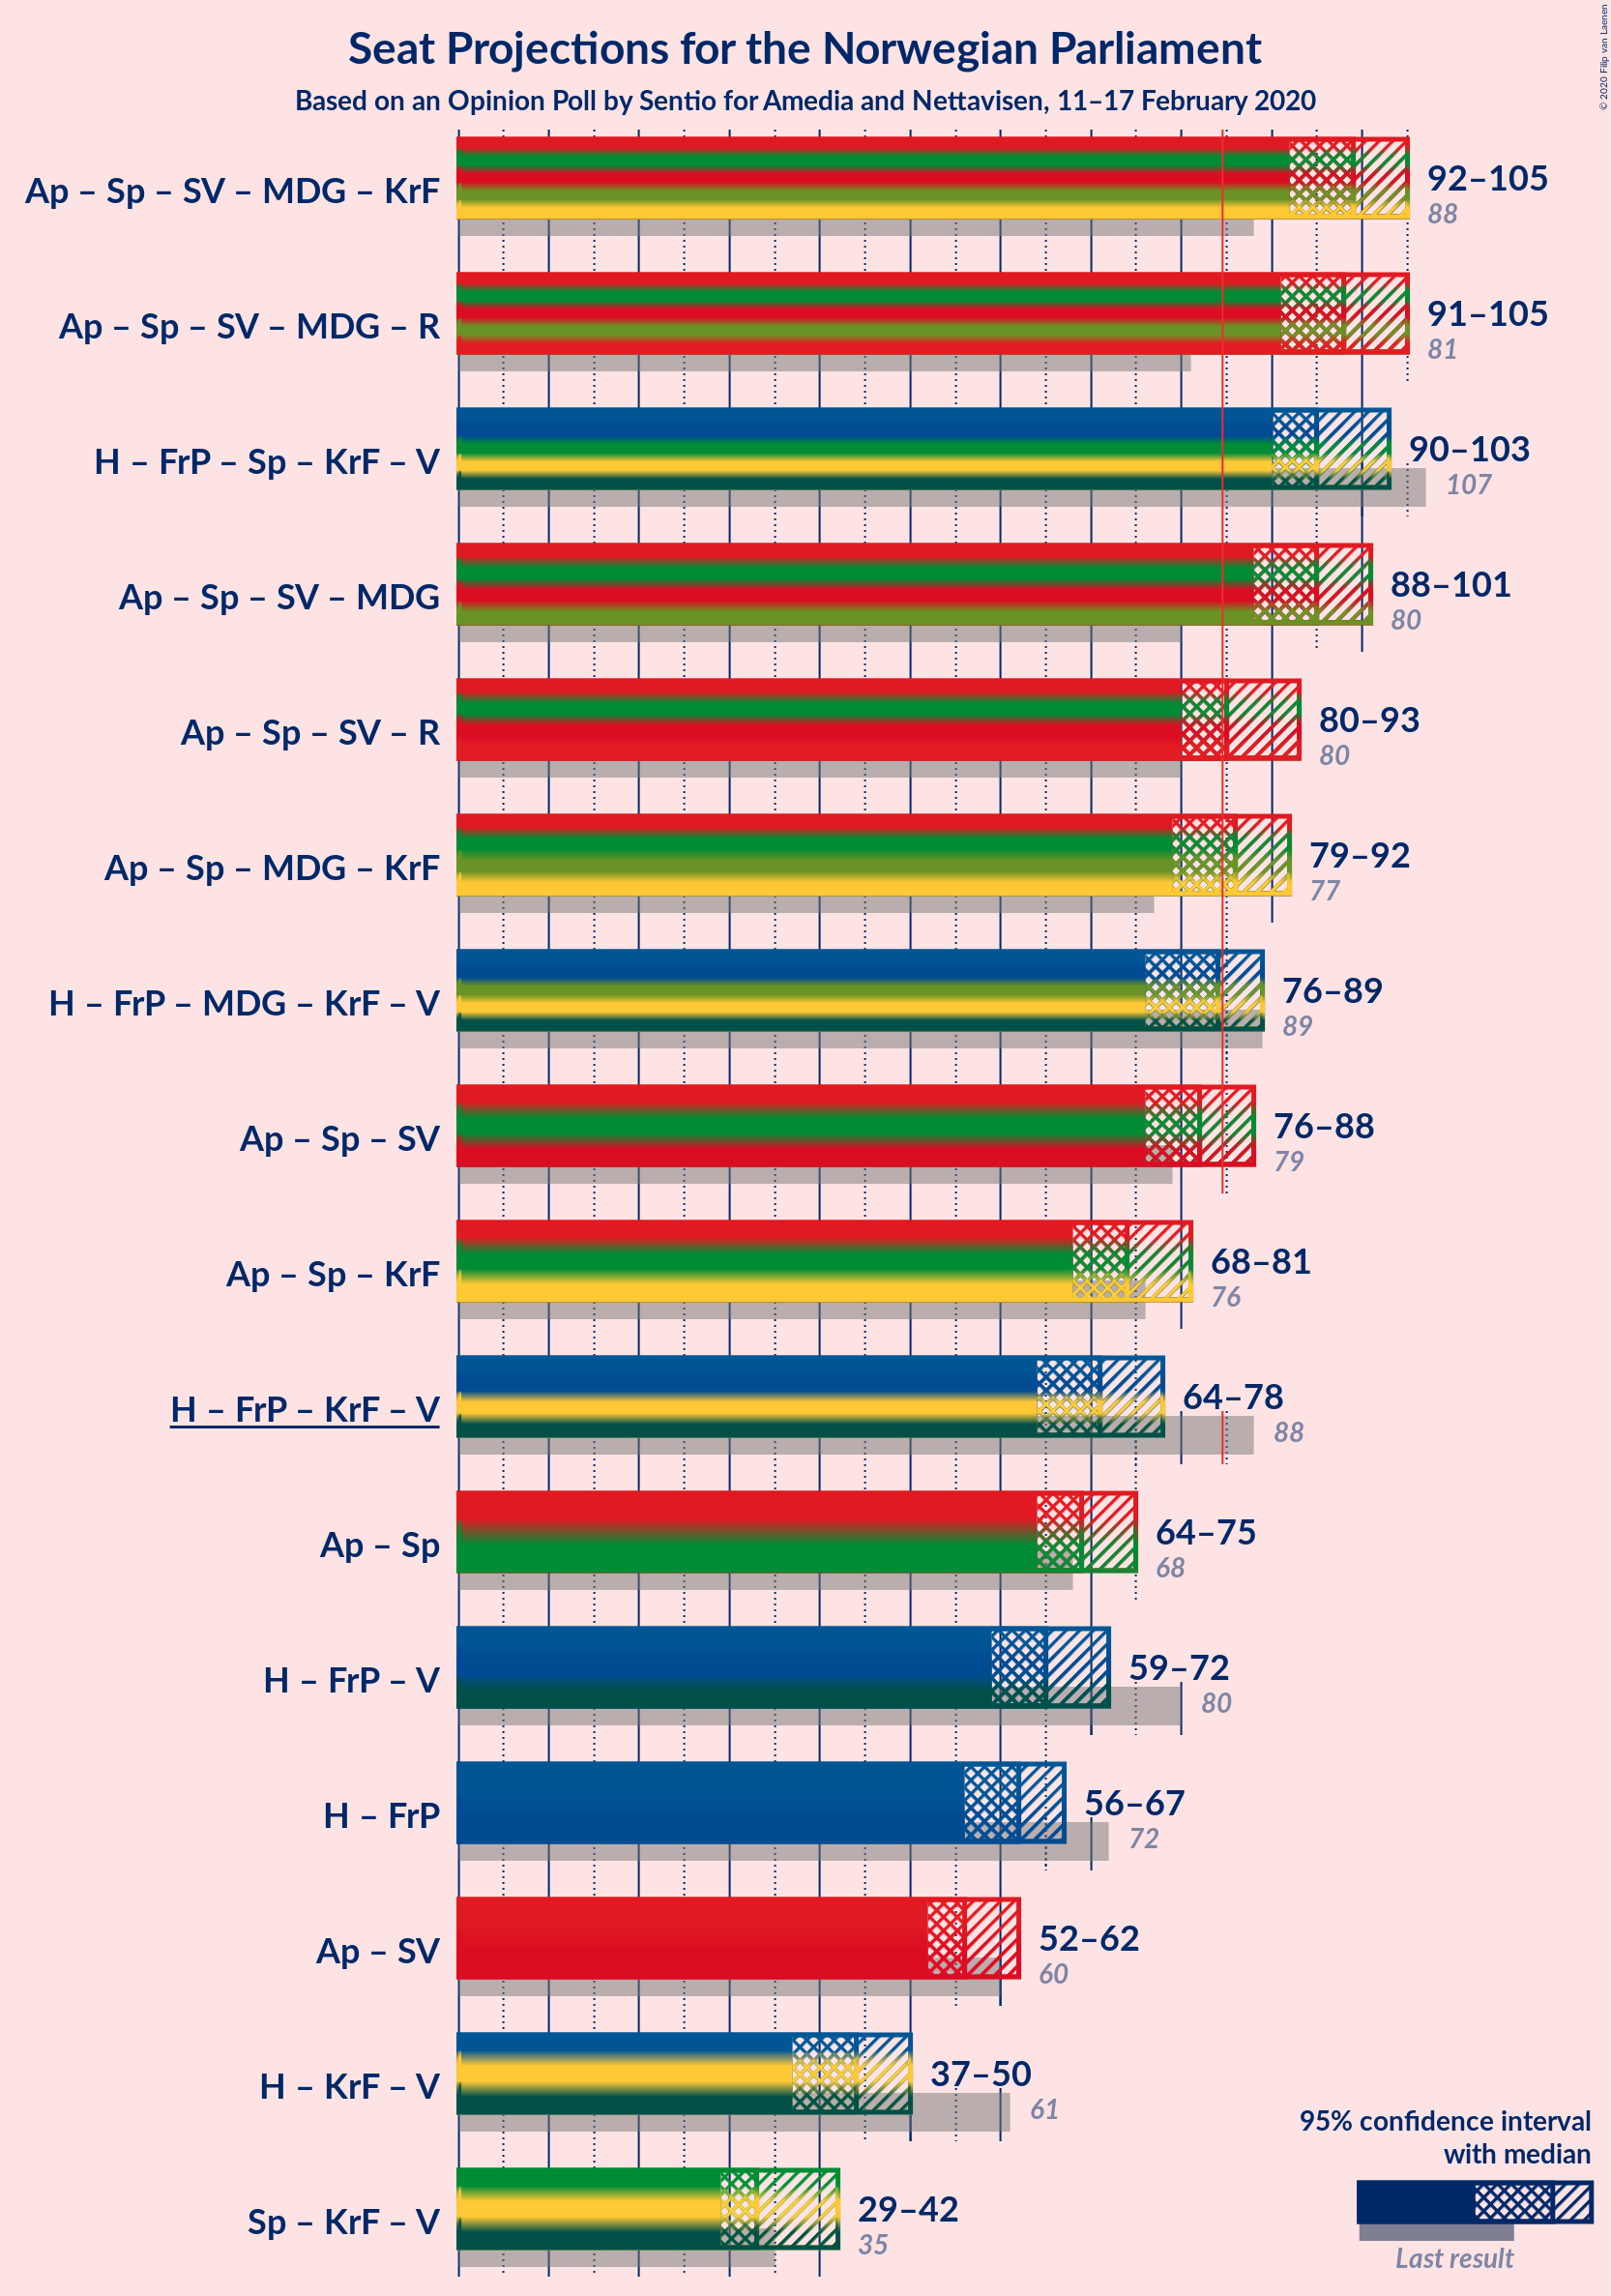 © 2020 Filip van Laenen
Seat Projections for the Norwegian Parliament
Based on an Opinion Poll by Sentio for Amedia and Nettavisen, 11–17 February 2020
Ap – Sp – SV – MDG – KrF
92–105
88
Ap – Sp – SV – MDG – R
91–105
81
H – FrP – Sp – KrF – V
90–103
107
Ap – Sp – SV – MDG
88–101
80
Ap – Sp – SV – R
80–93
80
Ap – Sp – MDG – KrF
79–92
77
H – FrP – MDG – KrF – V
76–89
89
Ap – Sp – SV
76–88
79
Ap – Sp – KrF
68–81
76
H – FrP – KrF – V
64–78
88
Ap – Sp
64–75
68
H – FrP – V
59–72
80
H – FrP
56–67
72
Ap – SV
52–62
60
H – KrF – V
37–50
61
Sp – KrF – V
29–42
35
95% confidence interval
with median
Last result